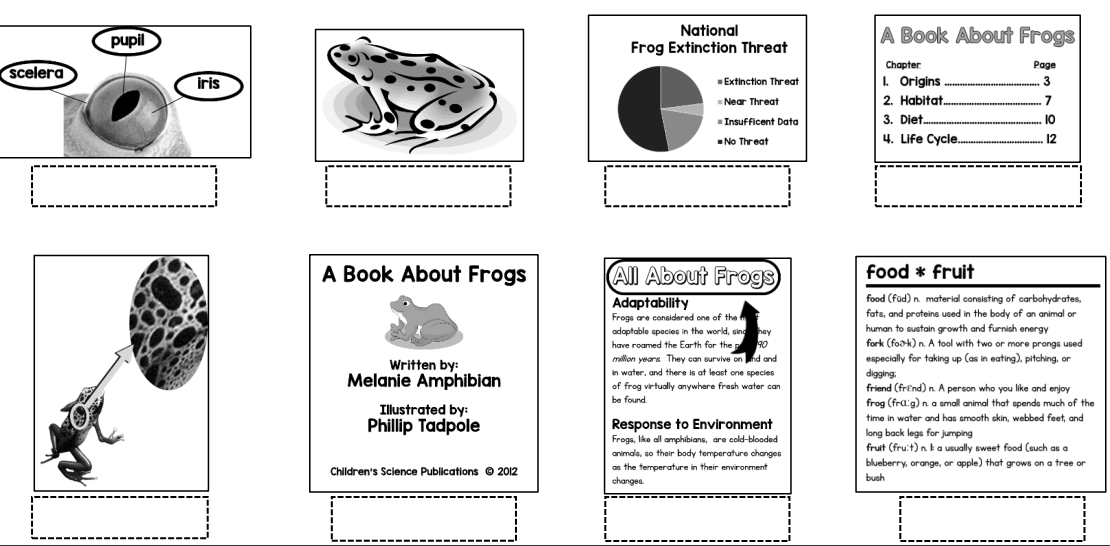 pupil
scelera
iris
National
Frog Extinction Threat
Extinction Threat
Near Threat
Insufficent Data
No Threat
A Book About Frogs
Chapter Page
1. Origins ........................... 3
2. Habitat........................... 7
3. Diet................................ 10
4. Life Cycle....................... 12
A Book About Frogs
Written by:
Melanie Amphibian
Illustrated by:
Phillip Tadpole
Children's Science Publications © 2012
All About Frogs
Adaptability
Frogs are considered one of the
adaptable species in the world, since they
have roamed the Earth for the 90
million years. They can survive on and
in water, and there is at least one species
of frog virtually anywhere fresh water can
be found.
Response to Environment
Frogs, like all amphibians, are cold-blooded
animals, so their body temperature changes
as the temperature in their environment
changes.
food * fruit
food (füd) n. material consisting of carbohydrates,
fats, and proteins used in the body of an animal or
human to sustain growth and furnish energy
fork (foɚk) n. A tool with two or more prongs used
especially for taking up (as in eating), pitching, or
digging;
friend (frɛnd) n. A person who you like and enjoy
frog (frɑːg) n. a small animal that spends much of the
time in water and has smooth skin, webbed feet, and
long back legs for jumping
fruit (fruːt) n. 1: a usually sweet food (such as a
blueberry, orange, or apple) that grows on a tree or
bush